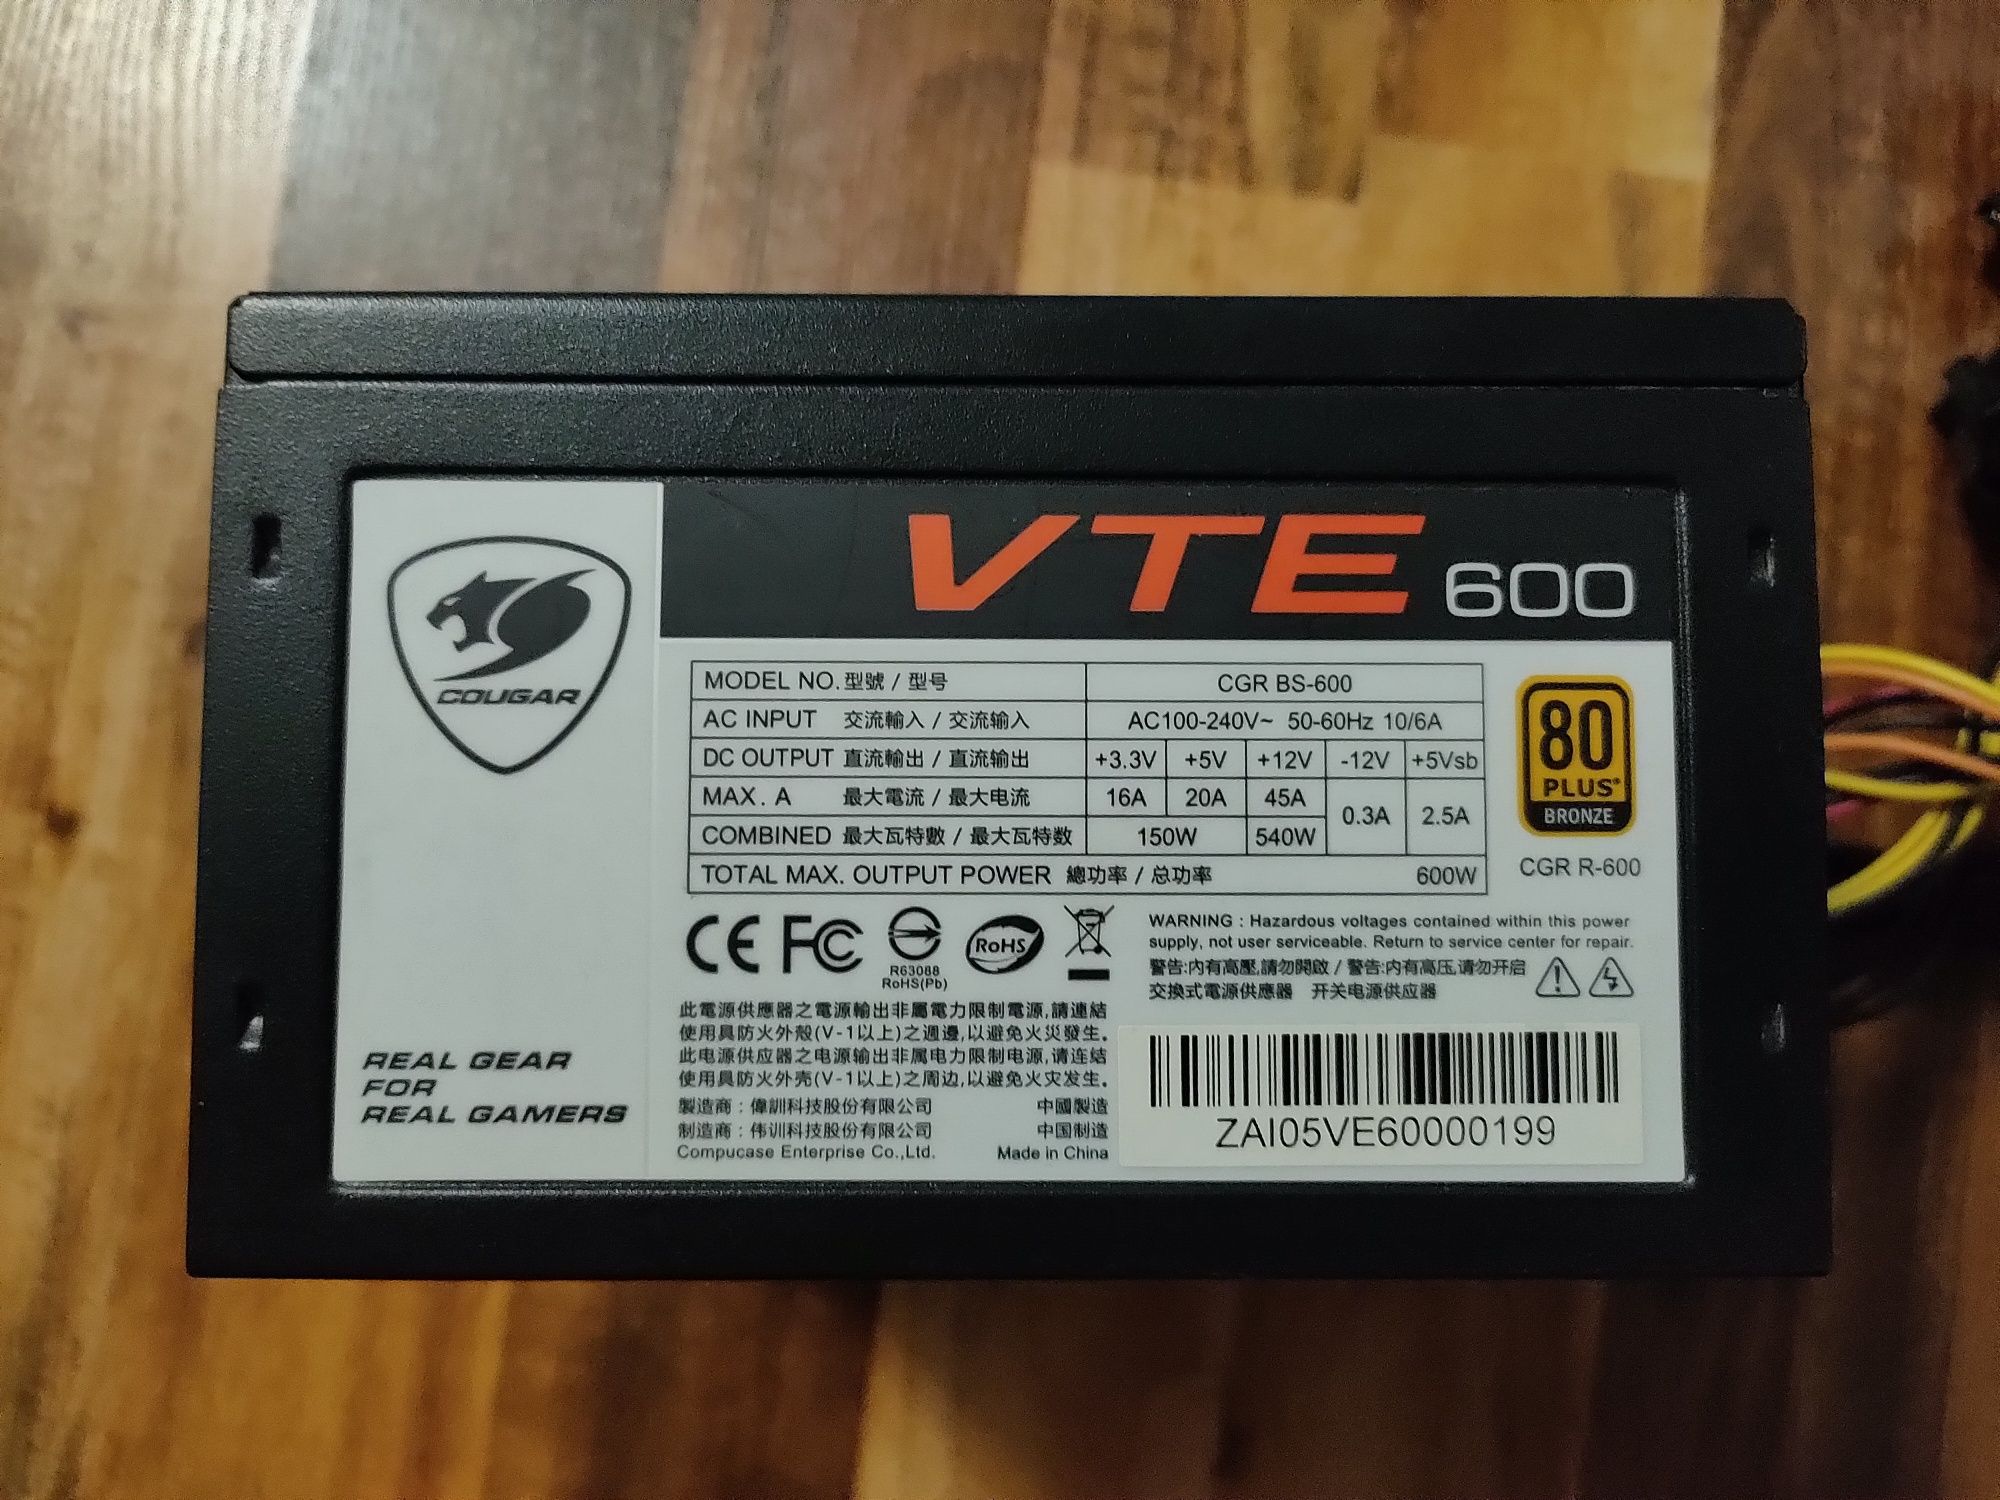 VTE 600
COUGAR
REAL GEAR
FOR
REAL GAMERS
MODEL NO.型號 / 型号 CGR BS-600
AC INPUT 交流輸入 / 交流输入 AC100-240V~ 50-60Hz 10/6A
DC OUTPUT 直流輸出 / 直流输出 +3.3V +5V +12V -12V +5Vsb
MAX. A 最大電流 / 最大电流 16A 20A 45A 0.3A 2.5A
COMBINED 最大瓦特數 / 最大瓦特数 150W 540W
TOTAL MAX. OUTPUT POWER 總功率 / 总功率 600W
80
PLUS®
BRONZE
CGR R-600
CE FC
R63088
RoHS(Pb)
RoHS
WARNING : Hazardous voltages contained within this power
supply, not user serviceable. Return to service center for repair.
警告:内有高壓,請勿開啟 / 警告:内有高压,请勿开启
交換式電源供應器 开关电源供应器
此電源供應器之電源輸出非屬電力限制電源,請連結
使用具防火外殼(V-1以上)之週邊,以避免火災發生。
此电源供应器之电源输出非属电力限制电源,请连结
使用具防火外壳(V-1以上)之周边,以避免火灾发生。
製造商 : 偉訓科技股份有限公司 中國製造
制造商 : 伟训科技股份有限公司 中国制造
Compucase Enterprise Co.,Ltd. Made in China
ZAI05VE60000199